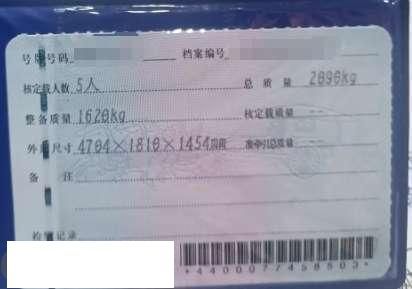 号牌号码 档案编号
核定载人数 5人 总质量 2090kg
整备质量 1620kg 核定载质量 --
外廓尺寸 4704×1810×1454mm 准牵引总质量 --
备注
检验记录
*4400077458503*